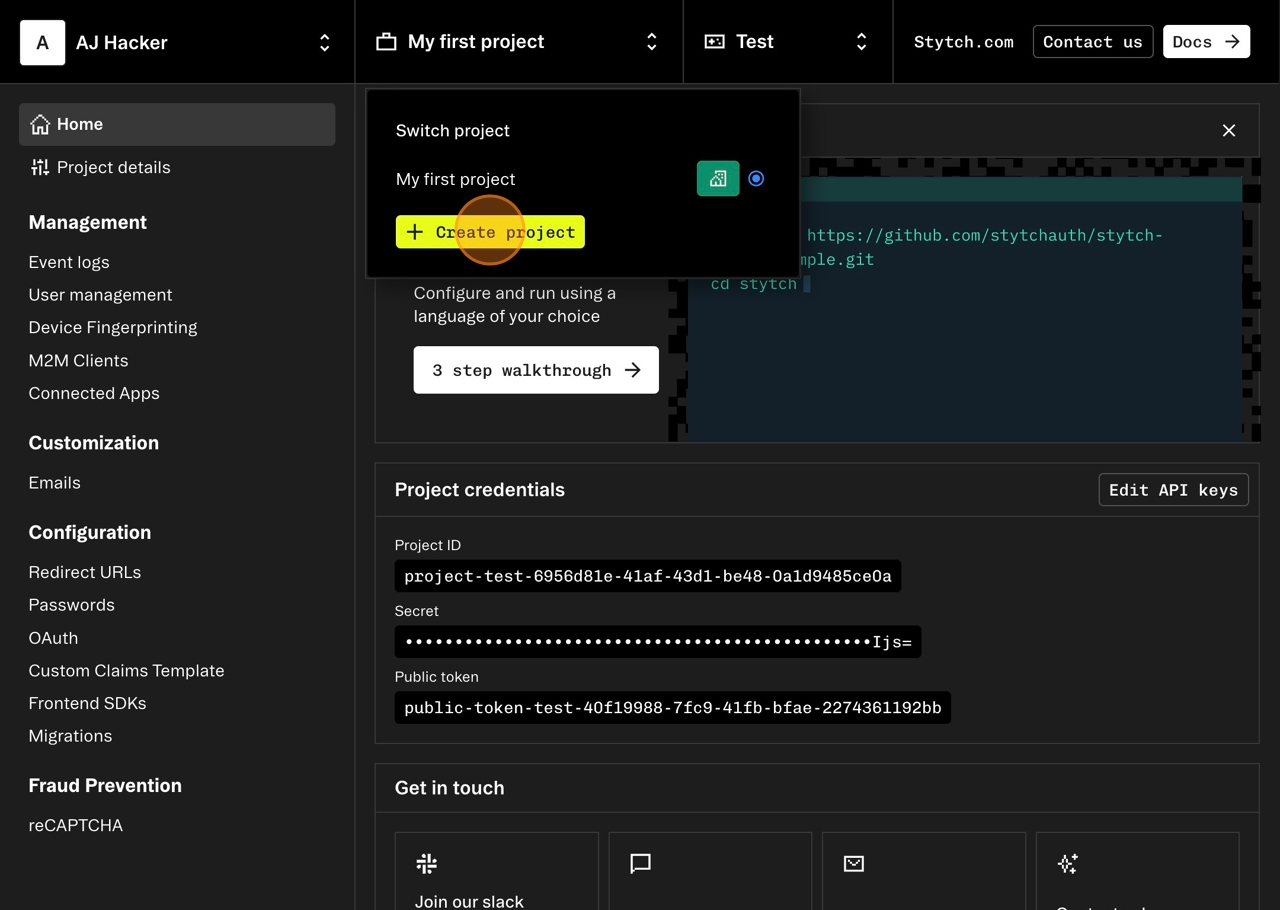 A
AJ Hacker
My first project
Test
Stytch.com
Contact us
Docs
Home
Project details
Management
Event logs
User management
Device Fingerprinting
M2M Clients
Connected Apps
Customization
Emails
Configuration
Redirect URLs
Passwords
OAuth
Custom Claims Template
Frontend SDKs
Migrations
Fraud Prevention
reCAPTCHA
Switch project
My first project
+ Create project
Configure and run using a
language of your choice
3 step walkthrough
https://github.com/stytchauth/stytch-
mple.git
cd stytch
Project credentials
Edit API keys
Project ID
project-test-6956d81e-41af-43d1-be48-0a1d9485ce0a
Secret
•••••••••••••••••••••••••••••••••••••••••••••••Ijs=
Public token
public-token-test-40f19988-7fc9-41fb-bfae-2274361192bb
Get in touch
Join our slack